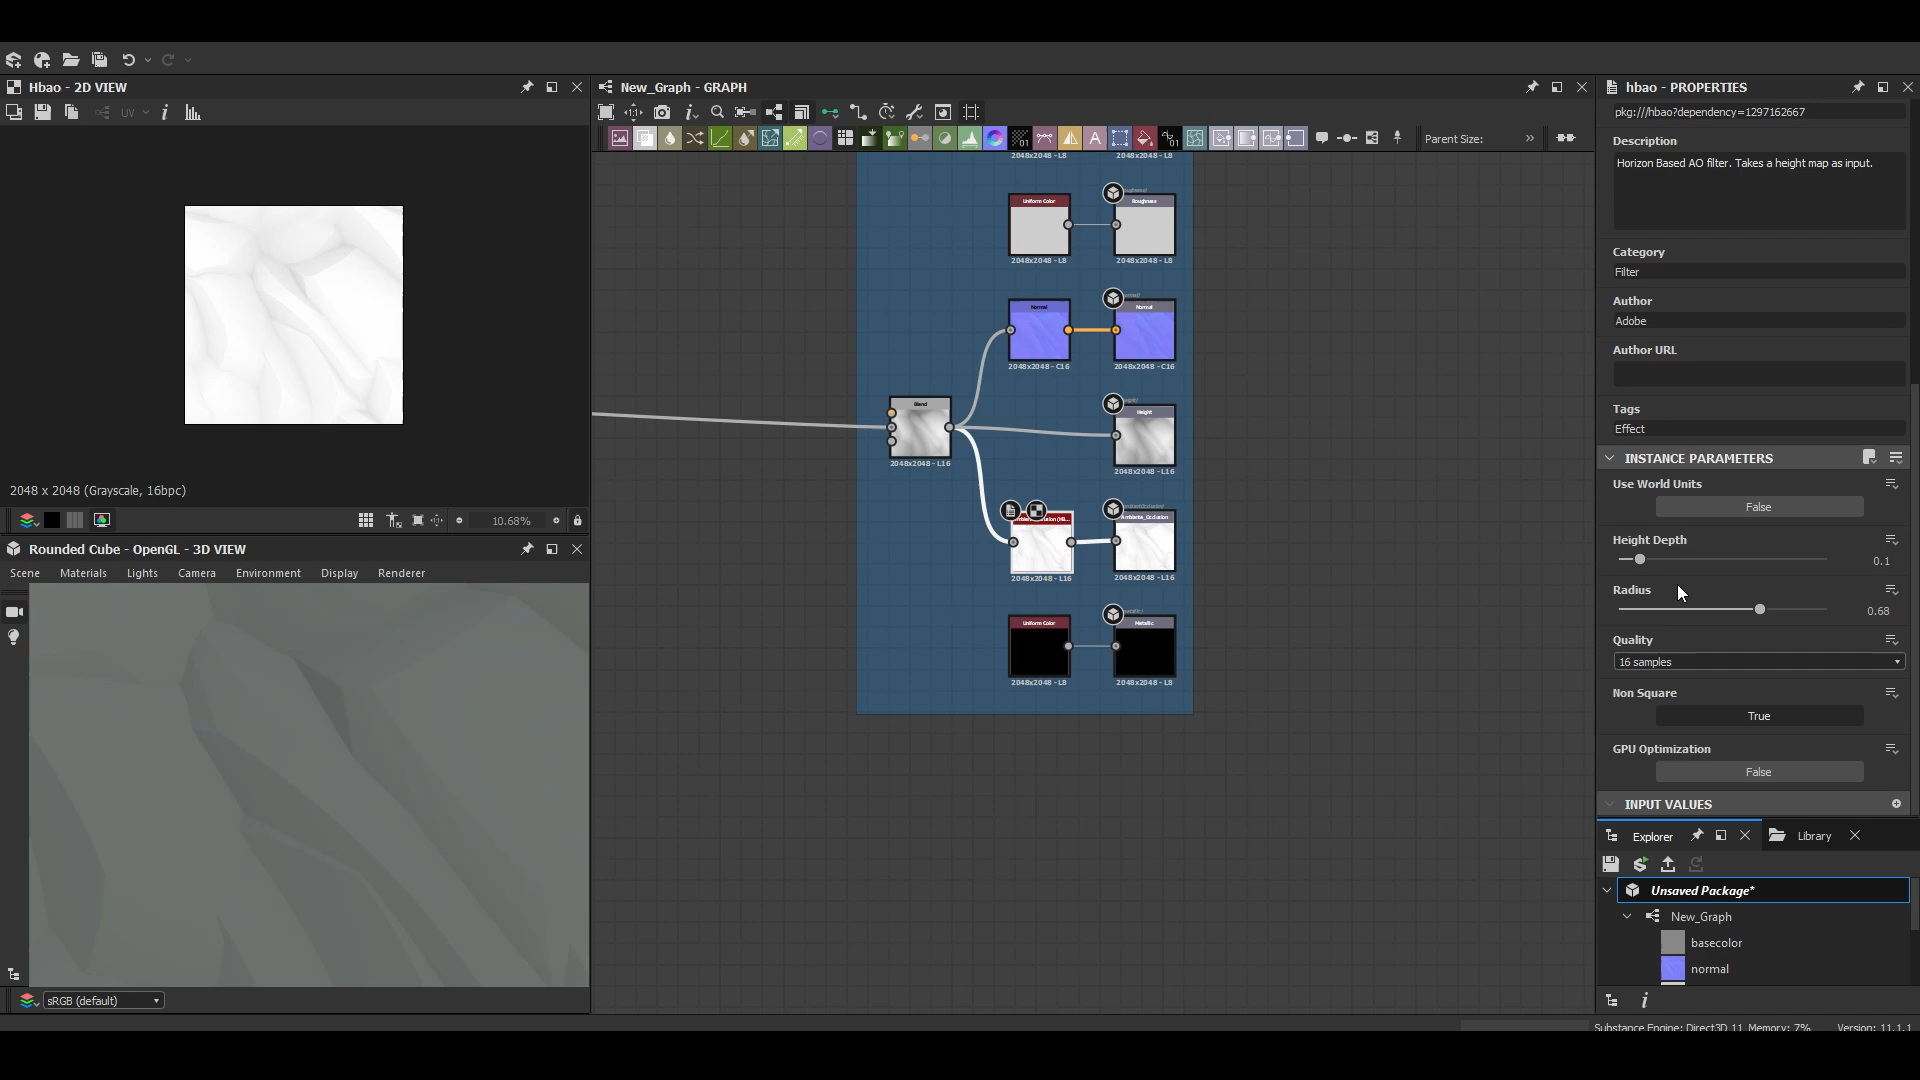 Hbao - 2D VIEW
UV
2048 x 2048 (Grayscale, 16bpc)
10.68%
Rounded Cube - OpenGL - 3D VIEW
Scene Materials Lights Camera Environment Display Renderer
sRGB (default)
New_Graph - GRAPH
Parent Size:
2048x2048 - L8 2048x2048 - L8
Uniform Color Roughness
2048x2048 - L8 2048x2048 - L8
Normal Normal
2048x2048 - C16 2048x2048 - C16
Blend
2048x2048 - L16
Height
2048x2048 - L16
Ambiante_Occlusion
2048x2048 - L16 2048x2048 - L16
Uniform Color Metallic
2048x2048 - L8 2048x2048 - L8
hbao - PROPERTIES
pkg:///hbao?dependency=1297162667
Description
Horizon Based AO filter. Takes a height map as input.
Category
Filter
Author
Adobe
Author URL
Tags
Effect
INSTANCE PARAMETERS
Use World Units
False
Height Depth
0.1
Radius
0.68
Quality
16 samples
Non Square
True
GPU Optimization
False
INPUT VALUES
Explorer Library
Unsaved Package*
New_Graph
basecolor
normal
Substance Engine: Direct3D 11 Memory: 7% Version: 11.1.1